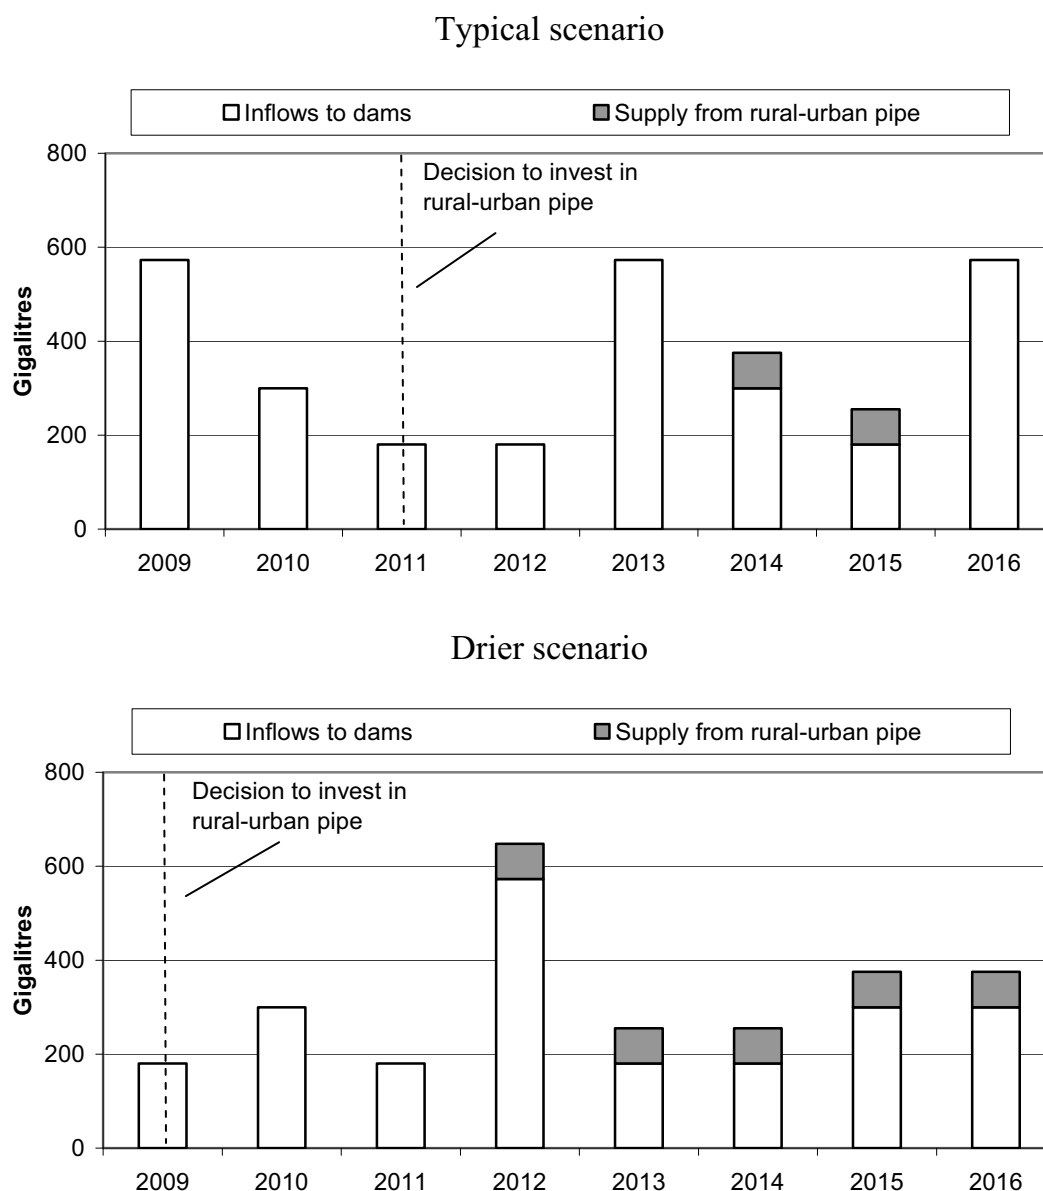 Typical scenario
Inflows to dams
Supply from rural-urban pipe
Decision to invest in
rural-urban pipe
Gigalitres
800
600
400
200
0
2009 2010 2011 2012 2013 2014 2015 2016
Drier scenario
Inflows to dams
Supply from rural-urban pipe
Decision to invest in
rural-urban pipe
Gigalitres
800
600
400
200
0
2009 2010 2011 2012 2013 2014 2015 2016